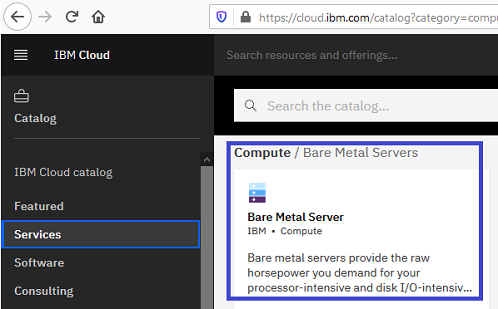 https://cloud.ibm.com/catalog?category=compu
IBM Cloud
Search resources and offerings...
Catalog
Search the catalog...
IBM Cloud catalog
Featured
Services
Software
Consulting
Compute / Bare Metal Servers
Bare Metal Server
IBM • Compute
Bare metal servers provide the raw
horsepower you demand for your
processor-intensive and disk I/O-intensiv...